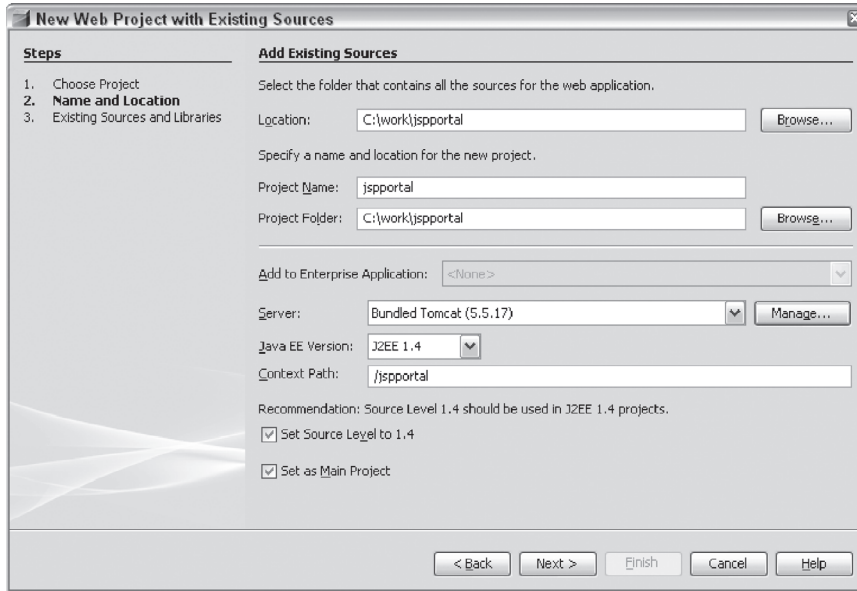 New Web Project with Existing Sources
Steps
1. Choose Project
2. Name and Location
3. Existing Sources and Libraries
Add Existing Sources
Select the folder that contains all the sources for the web application.
Location: C:\work\jspportal Browse...
Specify a name and location for the new project.
Project Name: jspportal
Project Folder: C:\work\jspportal Browse...
Add to Enterprise Application: <None>
Server: Bundled Tomcat (5.5.17) Manage...
Java EE Version: J2EE 1.4
Context Path: /jspportal
Recommendation: Source Level 1.4 should be used in J2EE 1.4 projects.
Set Source Level to 1.4
Set as Main Project
< Back Next > Finish Cancel Help